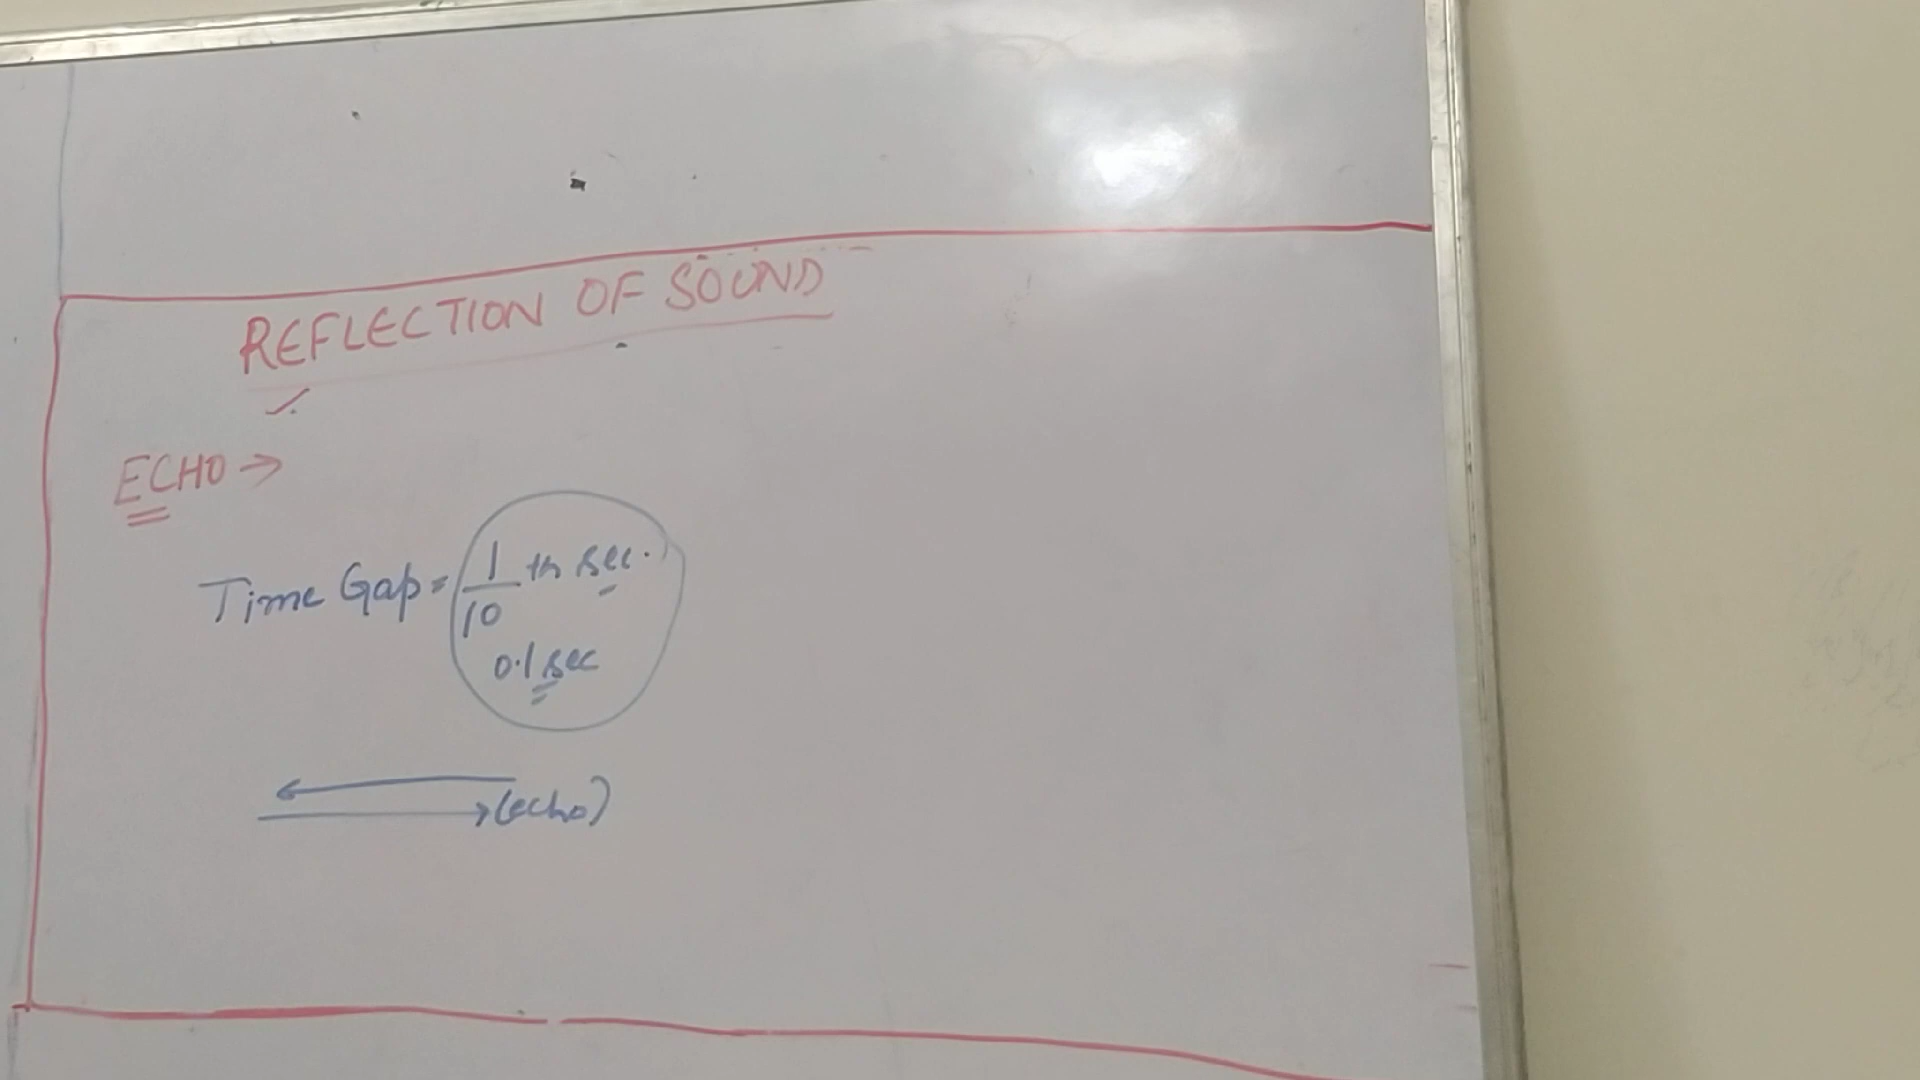 REFLECTION OF SOUND
ECHO →
Time Gap = 1/10 th sec.
0.1 sec
(echo)